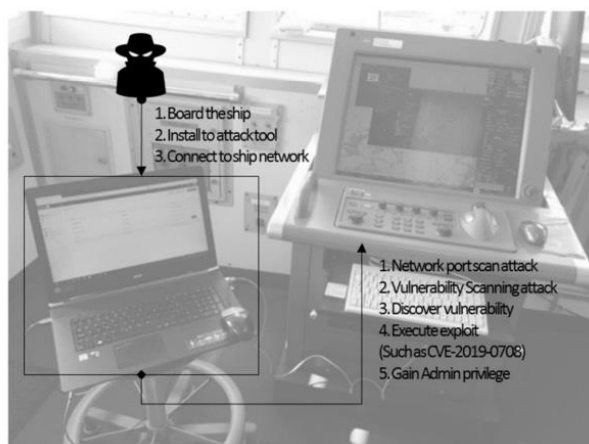 1. Board the ship
2. Install to attack tool
3. Connect to ship network
1. Network port scan attack
2. Vulnerability Scanning attack
3. Discover vulnerability
4. Execute exploit
(Such as CVE-2019-0708)
5. Gain Admin privilege